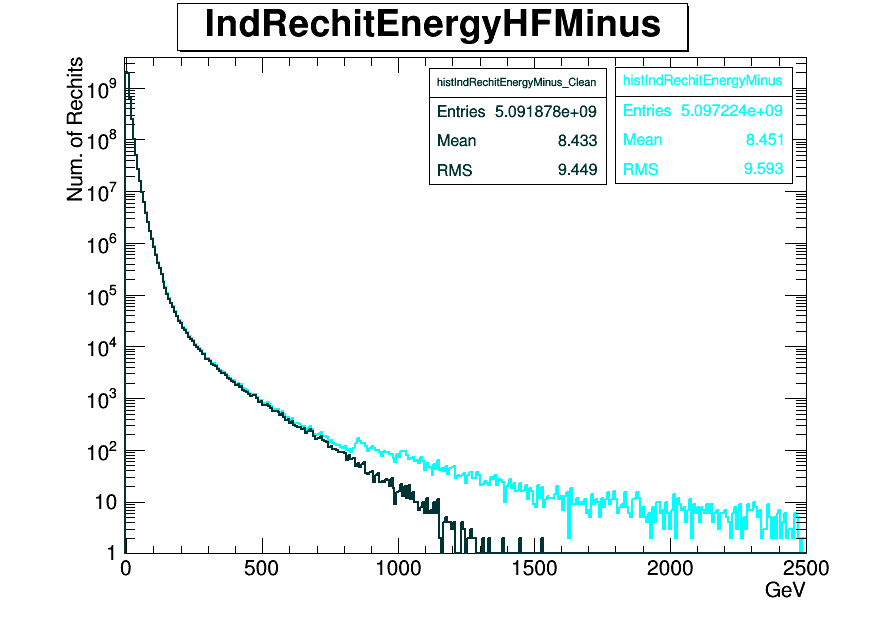 IndRechitEnergyHFMinus
Num. of Rechits
histIndRechitEnergyMinus_Clean
Entries 5.091878e+09
Mean 8.433
RMS 9.449
histIndRechitEnergyMinus
Entries 5.097224e+09
Mean 8.451
RMS 9.593
10⁹
10⁸
10⁷
10⁶
10⁵
10⁴
10³
10²
10
1
0 500 1000 1500 2000 2500
GeV